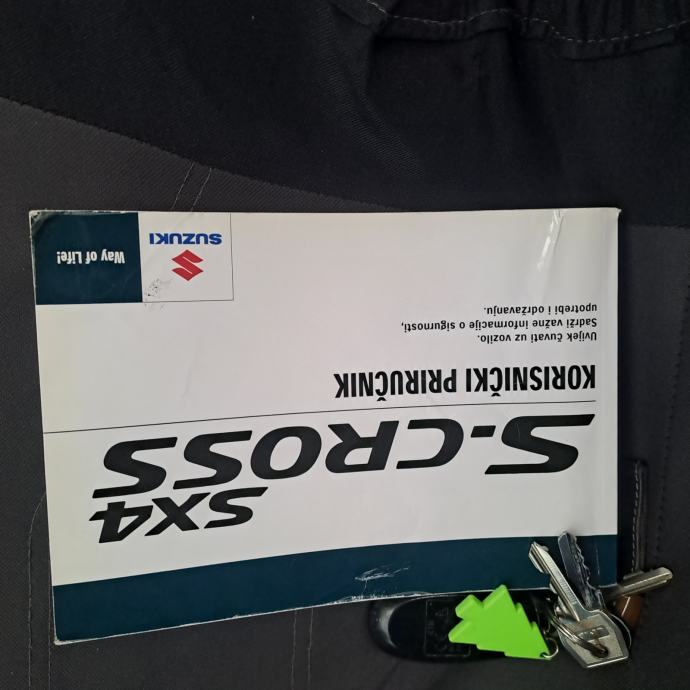 SX4
S-CROSS
KORISNIČKI PRIRUČNIK
Uvijek čuvati uz vozilo.
Sadrži važne informacije o sigurnosti,
upotrebi i održavanju.
SUZUKI
Way of Life!